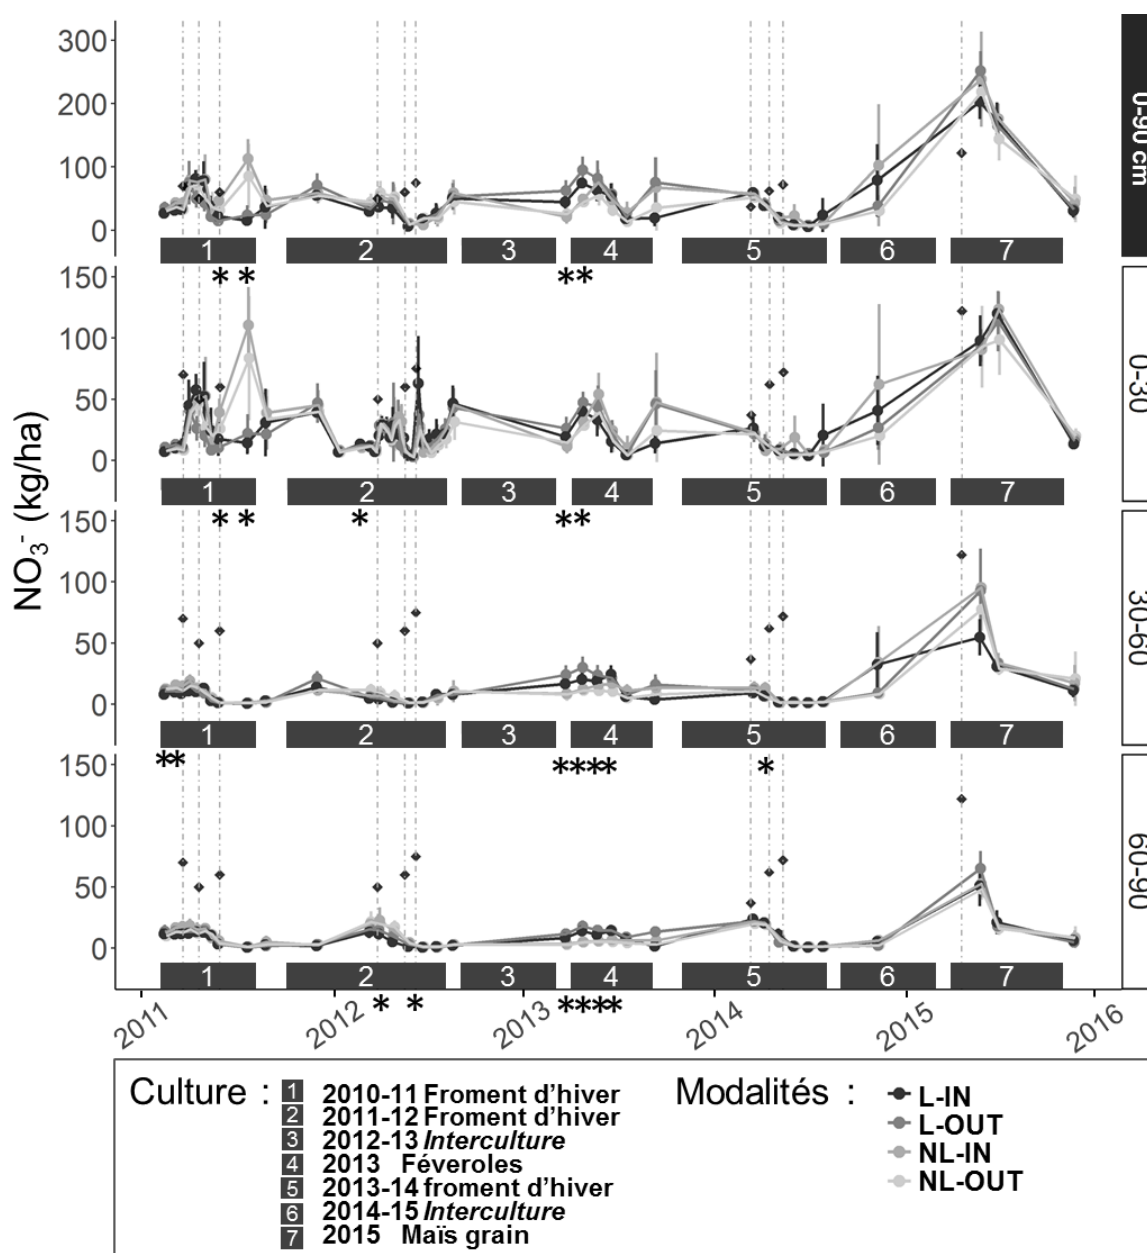 NO₃⁻ (kg/ha)
300
200
100
0
0-90 cm
1 2 3 4 5 6 7
* * **
150
100
50
0
0-30
1 2 3 4 5 6 7
* * * **
150
100
50
0
30-60
1 2 3 4 5 6 7
** **** *
150
100
50
0
60-90
1 2 3 4 5 6 7
* * ****
2011 2012 2013 2014 2015 2016
Culture :
1 2010-11 Froment d'hiver
2 2011-12 Froment d'hiver
3 2012-13 Interculture
4 2013 Féveroles
5 2013-14 froment d'hiver
6 2014-15 Interculture
7 2015 Maïs grain
Modalités :
L-IN
L-OUT
NL-IN
NL-OUT